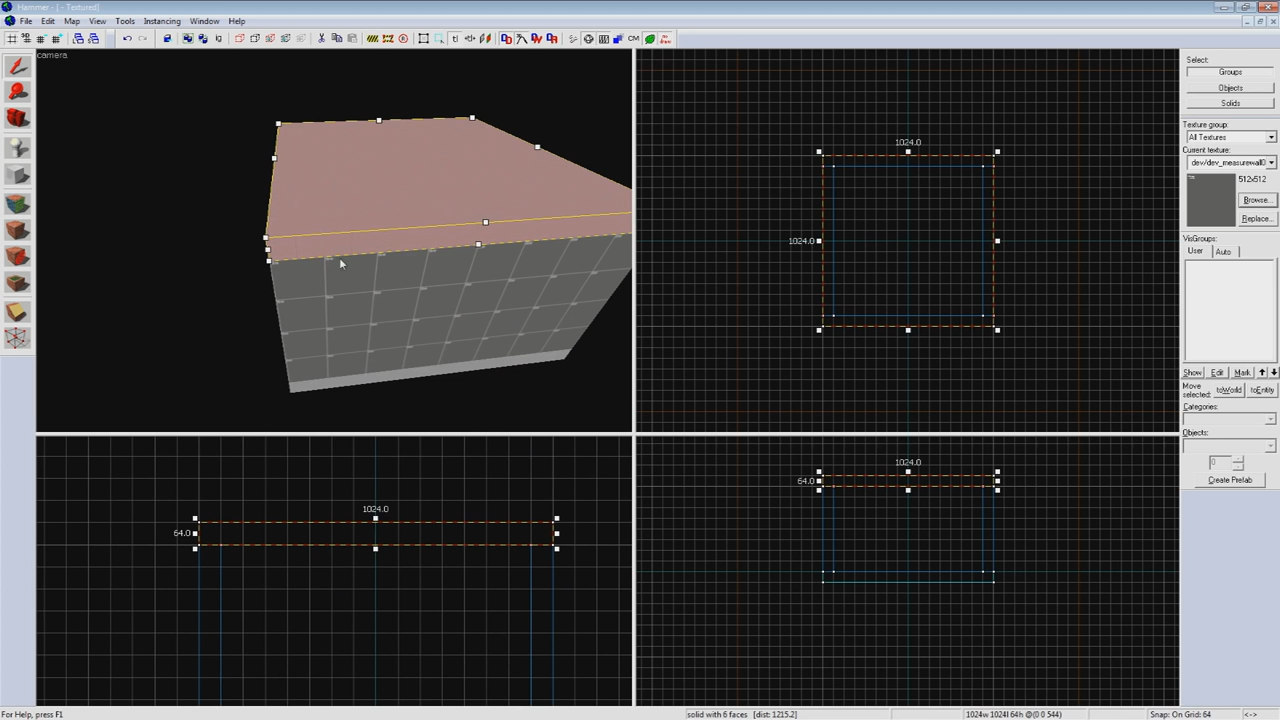 Hammer - [ - Textured]
File Edit Map View Tools Instancing Window Help
CM
camera
1024.0
1024.0
1024.0
64.0
1024.0
64.0
Select:
Groups
Objects
Solids
Texture group:
All Textures
Current texture:
dev/dev_measurewall0
512x512
Browse...
Replace...
VisGroups:
User Auto
Show Edit Mark
Move selected:
toWorld toEntity
Categories:
Objects:
0
Create Prefab
For Help, press F1
solid with 6 faces [dist: 1215.2]
1024w 1024l 64h @(0 0 544)
Snap: On Grid: 64
<->